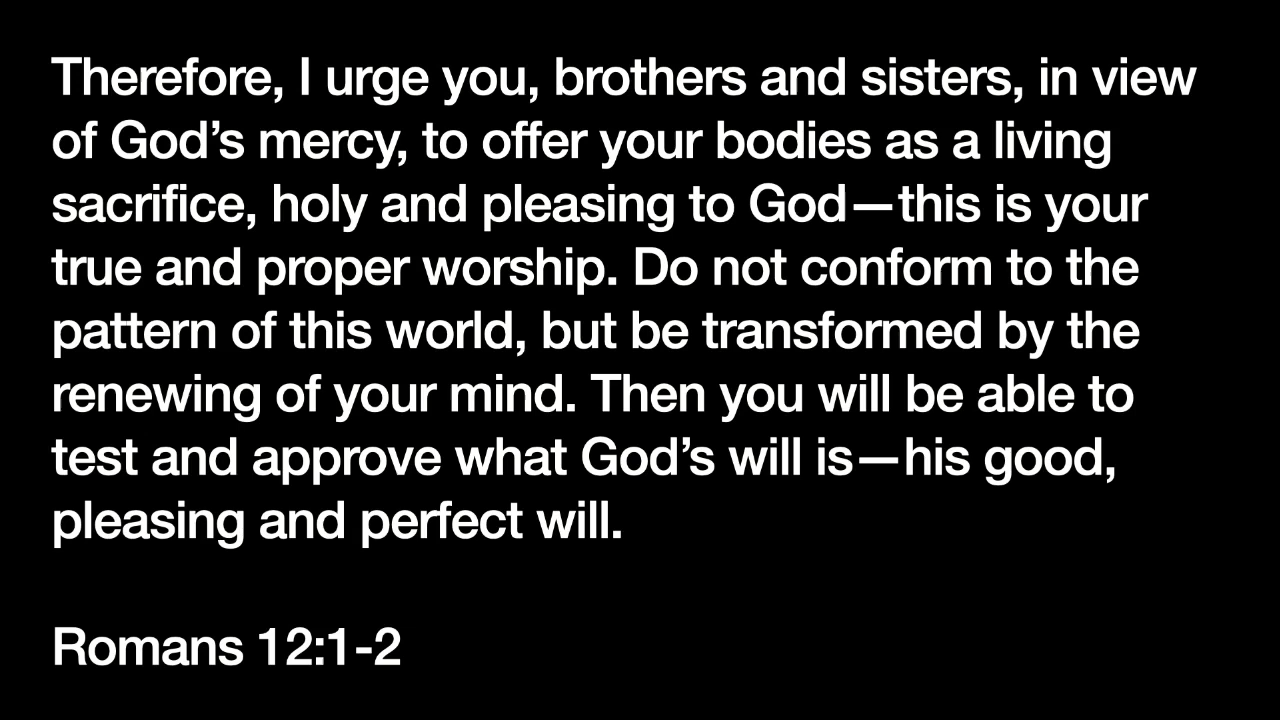 Therefore, I urge you, brothers and sisters, in view
of God’s mercy, to offer your bodies as a living
sacrifice, holy and pleasing to God—this is your
true and proper worship. Do not conform to the
pattern of this world, but be transformed by the
renewing of your mind. Then you will be able to
test and approve what God’s will is—his good,
pleasing and perfect will.
Romans 12:1-2